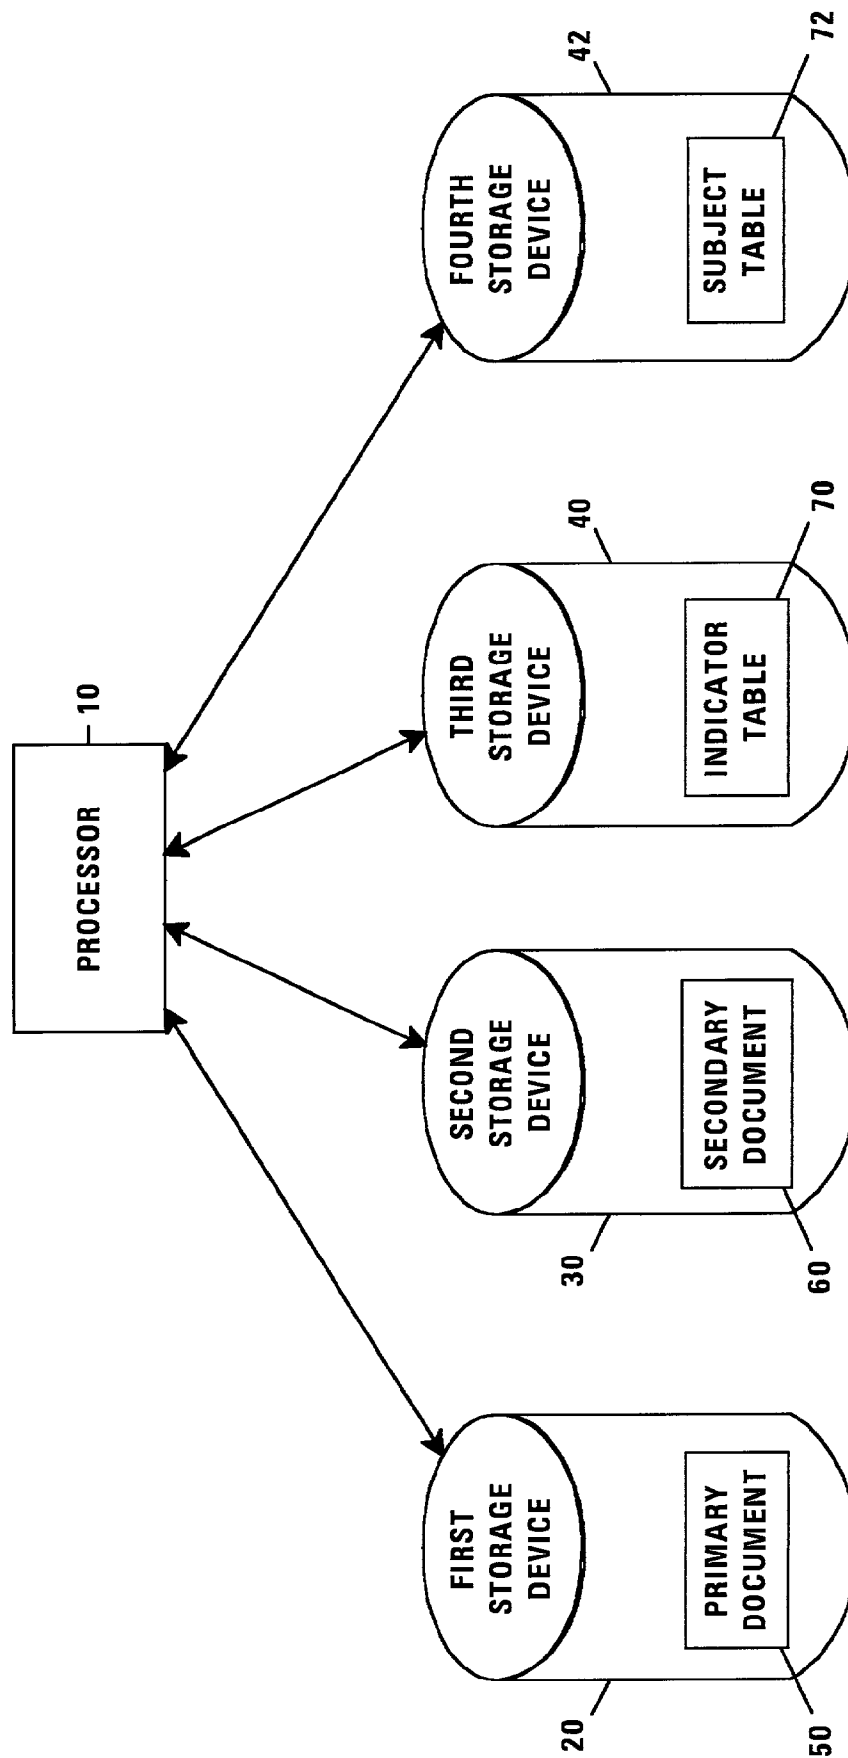 PROCESSOR
10
FIRST
STORAGE
DEVICE
20
PRIMARY
DOCUMENT
50
SECOND
STORAGE
DEVICE
30
SECONDARY
DOCUMENT
60
THIRD
STORAGE
DEVICE
40
INDICATOR
TABLE
70
FOURTH
STORAGE
DEVICE
42
SUBJECT
TABLE
72